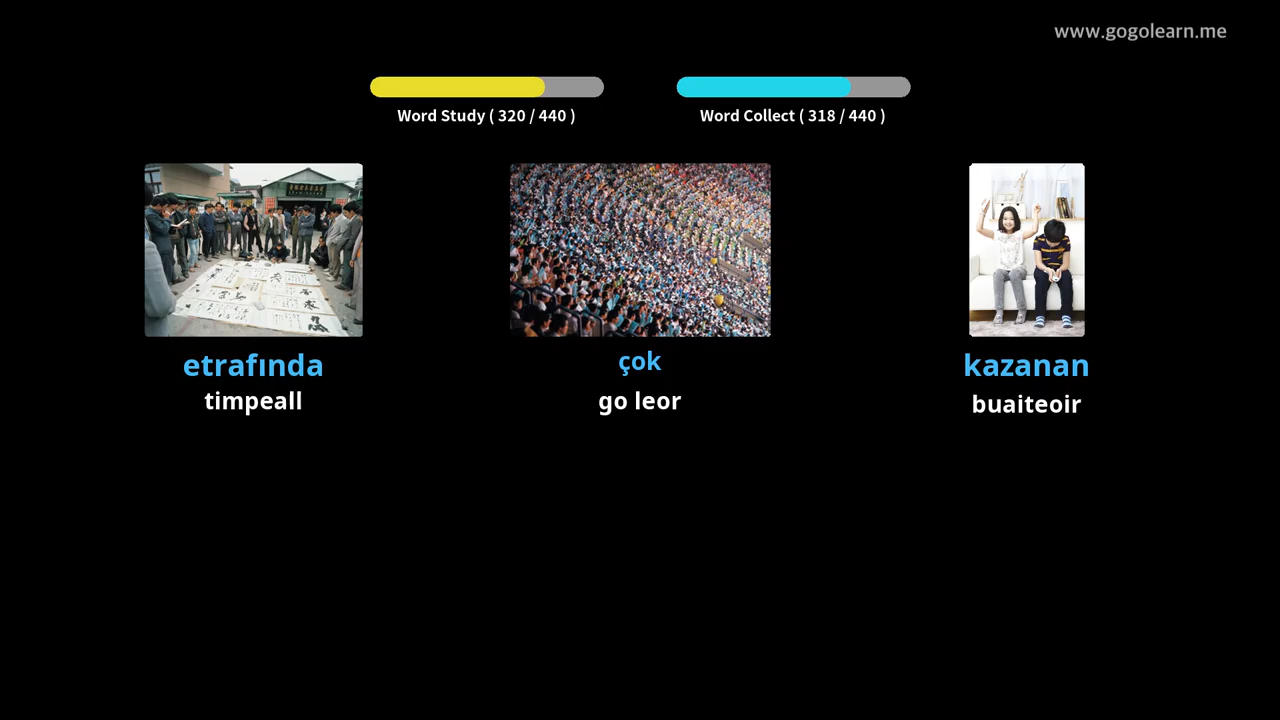 www.gogolearn.me
Word Study ( 320 / 440 )
Word Collect ( 318 / 440 )
etrafında
timpeall
çok
go leor
kazanan
buaiteoir